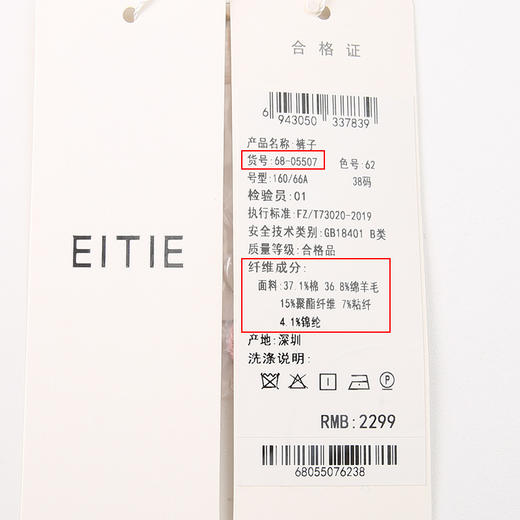 EITIE
合格证
6 943050 337839
产品名称:裤子
货号:68-05507 色号:62
号型:160/66A 38码
检验员:01
执行标准:FZ/T73020-2019
安全技术类别:GB18401 B类
质量等级:合格品
纤维成分:
面料:37.1%棉 36.8%绵羊毛
15%聚酯纤维 7%粘纤
4.1%锦纶
产地:深圳
洗涤说明:
RMB:2299
68055076238